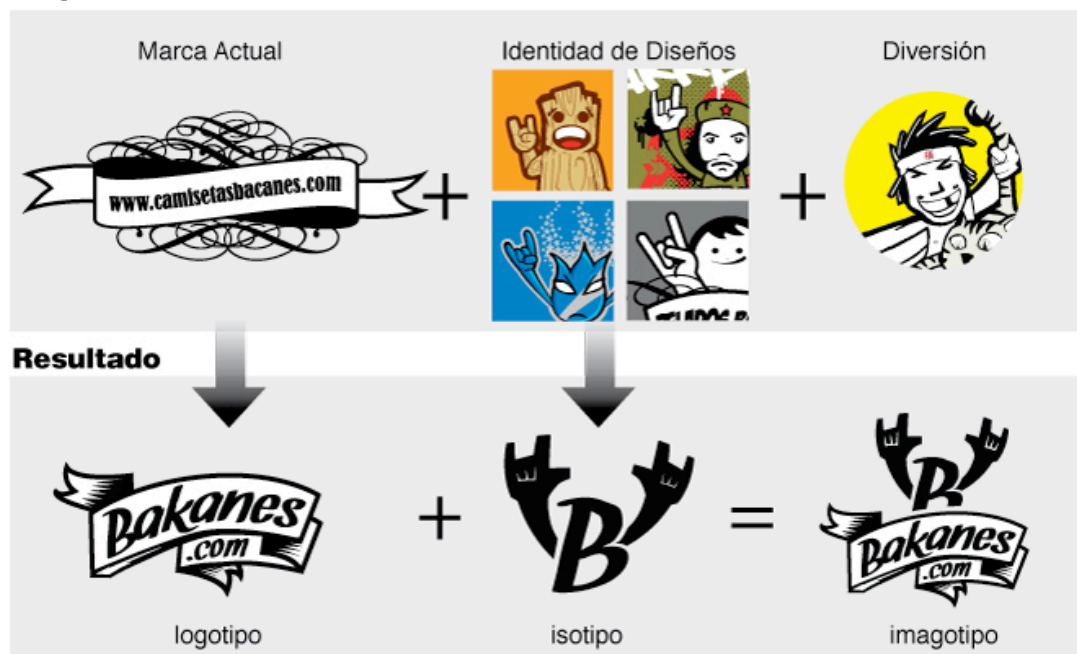 Marca Actual
Identidad de Diseños
Diversión
www.camisetasbacanes.com
+
+
Resultado
Bakanes
.com
+
B
=
B
Bakanes
.com
logotipo
isotipo
imagotipo